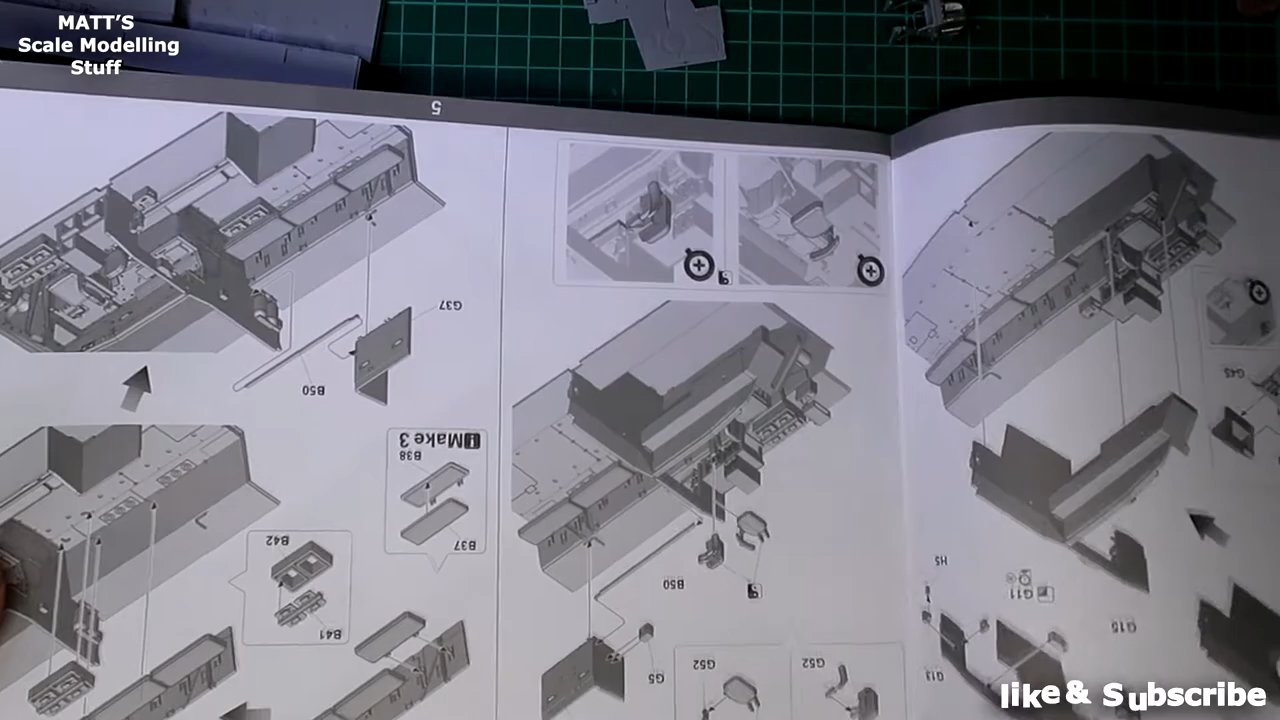 MATT'S
Scale Modelling
Stuff
5
G37
B50
Make 3
B38
B37
B42
B41
B50
G5
G52
G52
G43
H5
G11
G15
G13
like & Subscribe